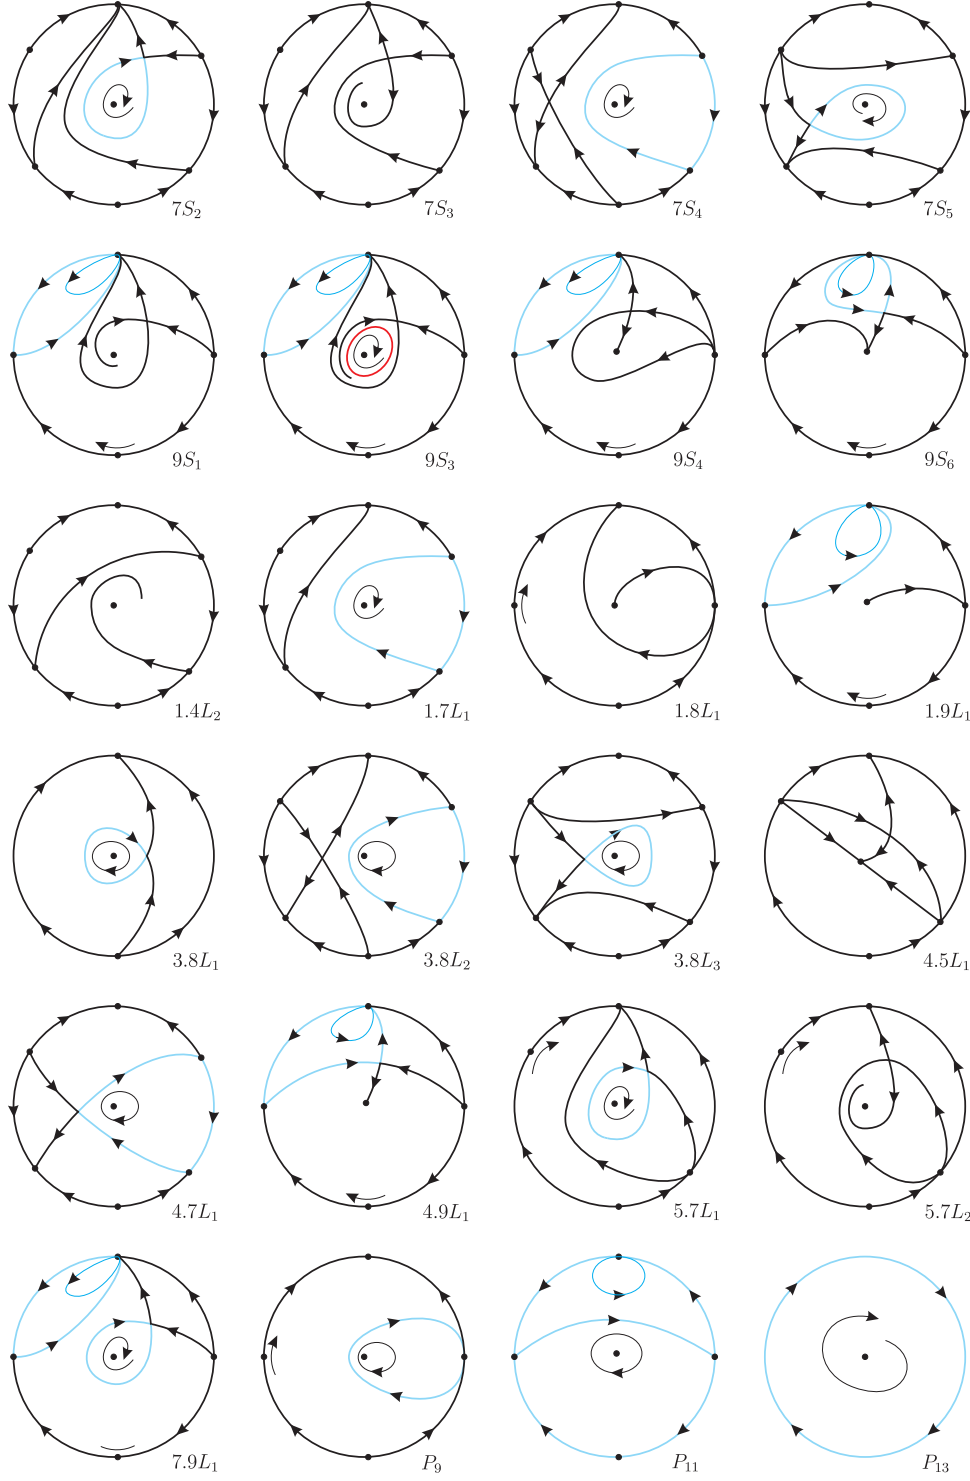 7S₂ 7S₃ 7S₄ 7S₅
9S₁ 9S₃ 9S₄ 9S₆
1.4L₂ 1.7L₁ 1.8L₁ 1.9L₁
3.8L₁ 3.8L₂ 3.8L₃ 4.5L₁
4.7L₁ 4.9L₁ 5.7L₁ 5.7L₂
7.9L₁ P₉ P₁₁ P₁₃